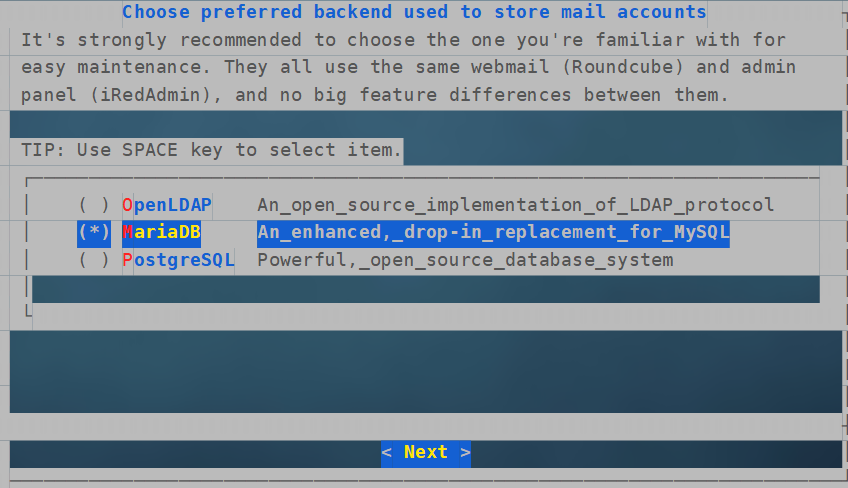 Choose preferred backend used to store mail accounts
It's strongly recommended to choose the one you're familiar with for
easy maintenance. They all use the same webmail (Roundcube) and admin
panel (iRedAdmin), and no big feature differences between them.
TIP: Use SPACE key to select item.
( ) OpenLDAP An_open_source_implementation_of_LDAP_protocol
(*) MariaDB An_enhanced,_drop-in_replacement_for_MySQL
( ) PostgreSQL Powerful,_open_source_database_system
< Next >